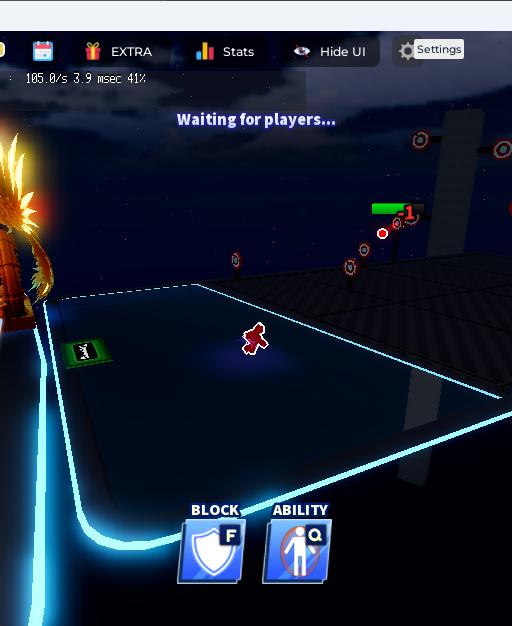 EXTRA
Stats
Hide UI
Settings
: 105.0/s 3.9 msec 41%
Waiting for players...
-1
BLOCK
ABILITY
F
Q